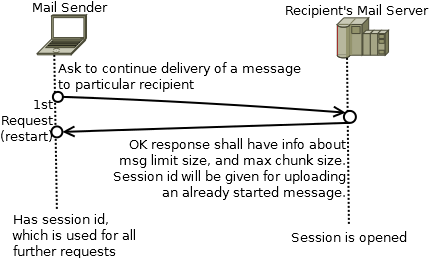 Mail Sender
Recipient's Mail Server
Ask to continue delivery of a message
to particular recipient
1st
Request
(restart)
OK response shall have info about
msg limit size, and max chunk size.
Session id will be given for uploading
an already started message.
Has session id,
which is used for all
further requests
Session is opened